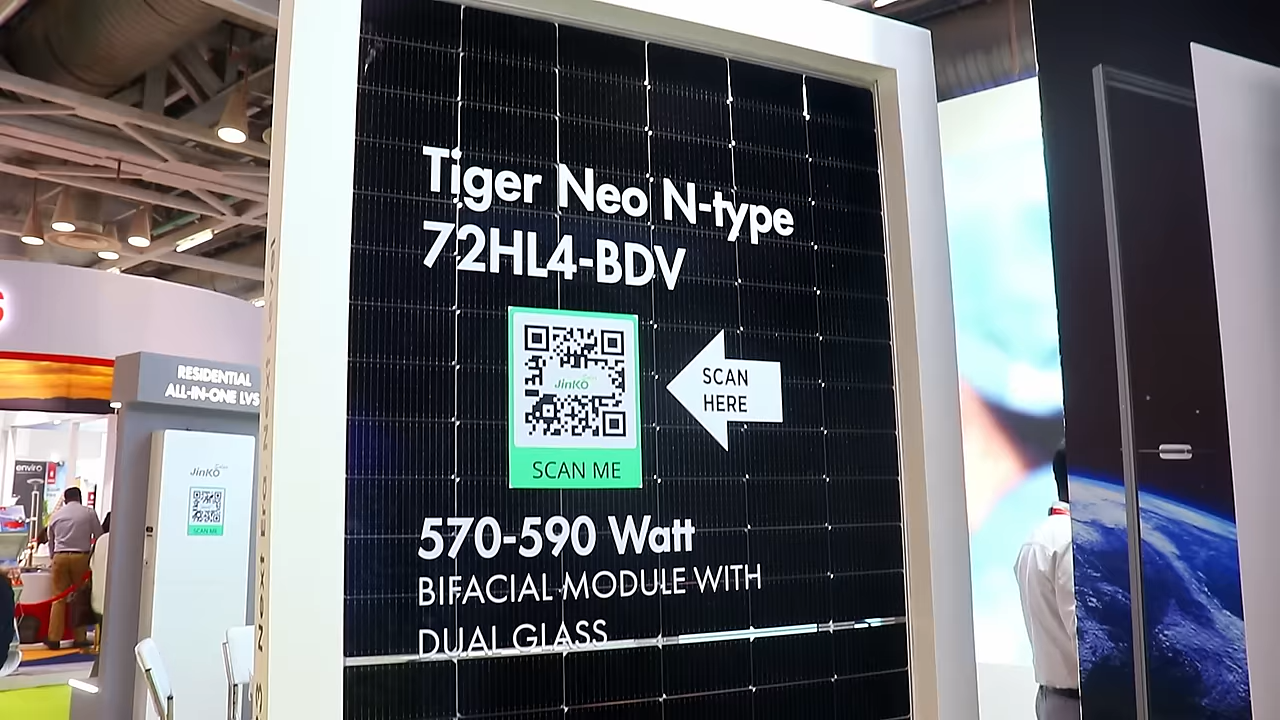 Tiger Neo N-type
72HL4-BDV
JinKO
SCAN ME
SCAN
HERE
570-590 Watt
BIFACIAL MODULE WITH
DUAL GLASS
RESIDENTIAL
ALL-IN-ONE LVS
JinKO
SCAN ME
enviro